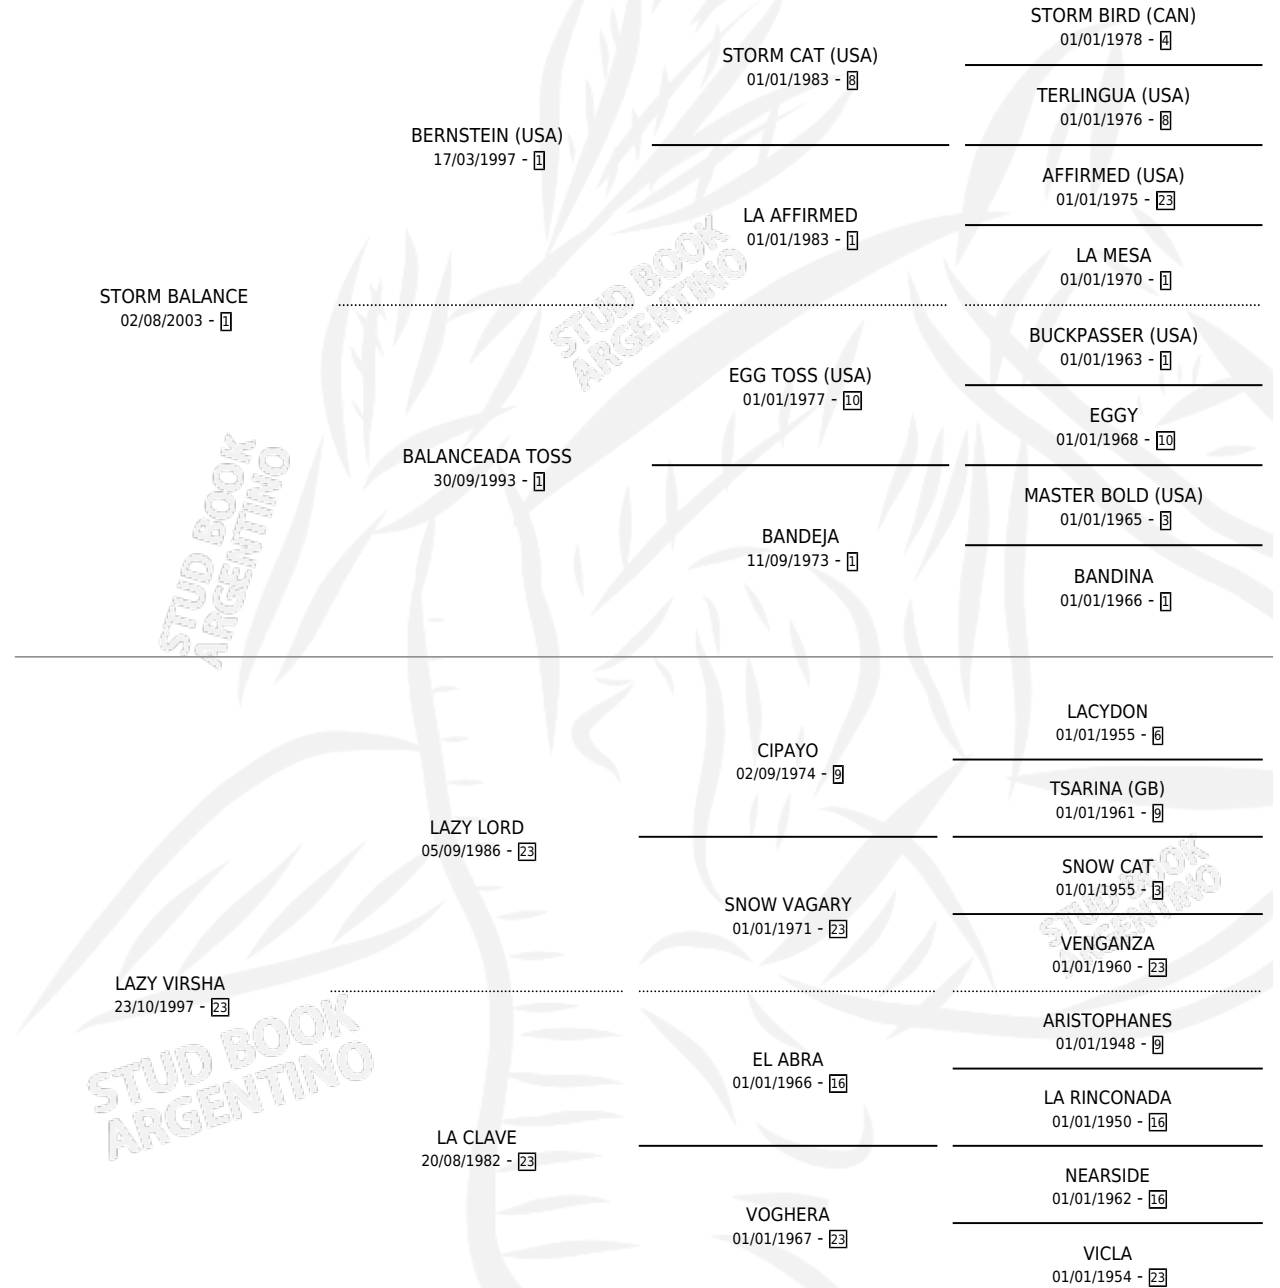 STORM BIRD (CAN)
01/01/1978 - 4
STORM CAT (USA)
01/01/1983 - 8
TERLINGUA (USA)
01/01/1976 - 8
BERNSTEIN (USA)
17/03/1997 - 1
AFFIRMED (USA)
01/01/1975 - 23
LA AFFIRMED
01/01/1983 - 1
LA MESA
01/01/1970 - 1
STORM BALANCE
02/08/2003 - 1
BUCKPASSER (USA)
01/01/1963 - 1
EGG TOSS (USA)
01/01/1977 - 10
EGGY
01/01/1968 - 10
BALANCEADA TOSS
30/09/1993 - 1
MASTER BOLD (USA)
01/01/1965 - 3
BANDEJA
11/09/1973 - 1
BANDINA
01/01/1966 - 1
LACYDON
01/01/1955 - 6
CIPAYO
02/09/1974 - 9
TSARINA (GB)
01/01/1961 - 9
LAZY LORD
05/09/1986 - 23
SNOW CAT
01/01/1955 - 3
SNOW VAGARY
01/01/1971 - 23
VENGANZA
01/01/1960 - 23
LAZY VIRSHA
23/10/1997 - 23
ARISTOPHANES
01/01/1948 - 9
EL ABRA
01/01/1966 - 16
LA RINCONADA
01/01/1950 - 16
LA CLAVE
20/08/1982 - 23
NEARSIDE
01/01/1962 - 16
VOGHERA
01/01/1967 - 23
VICLA
01/01/1954 - 23
STUD BOOK
ARGENTINO
STUD BOOK
ARGENTINO
STUD BOOK
ARGENTINO
STUD BOOK
ARGENTINO